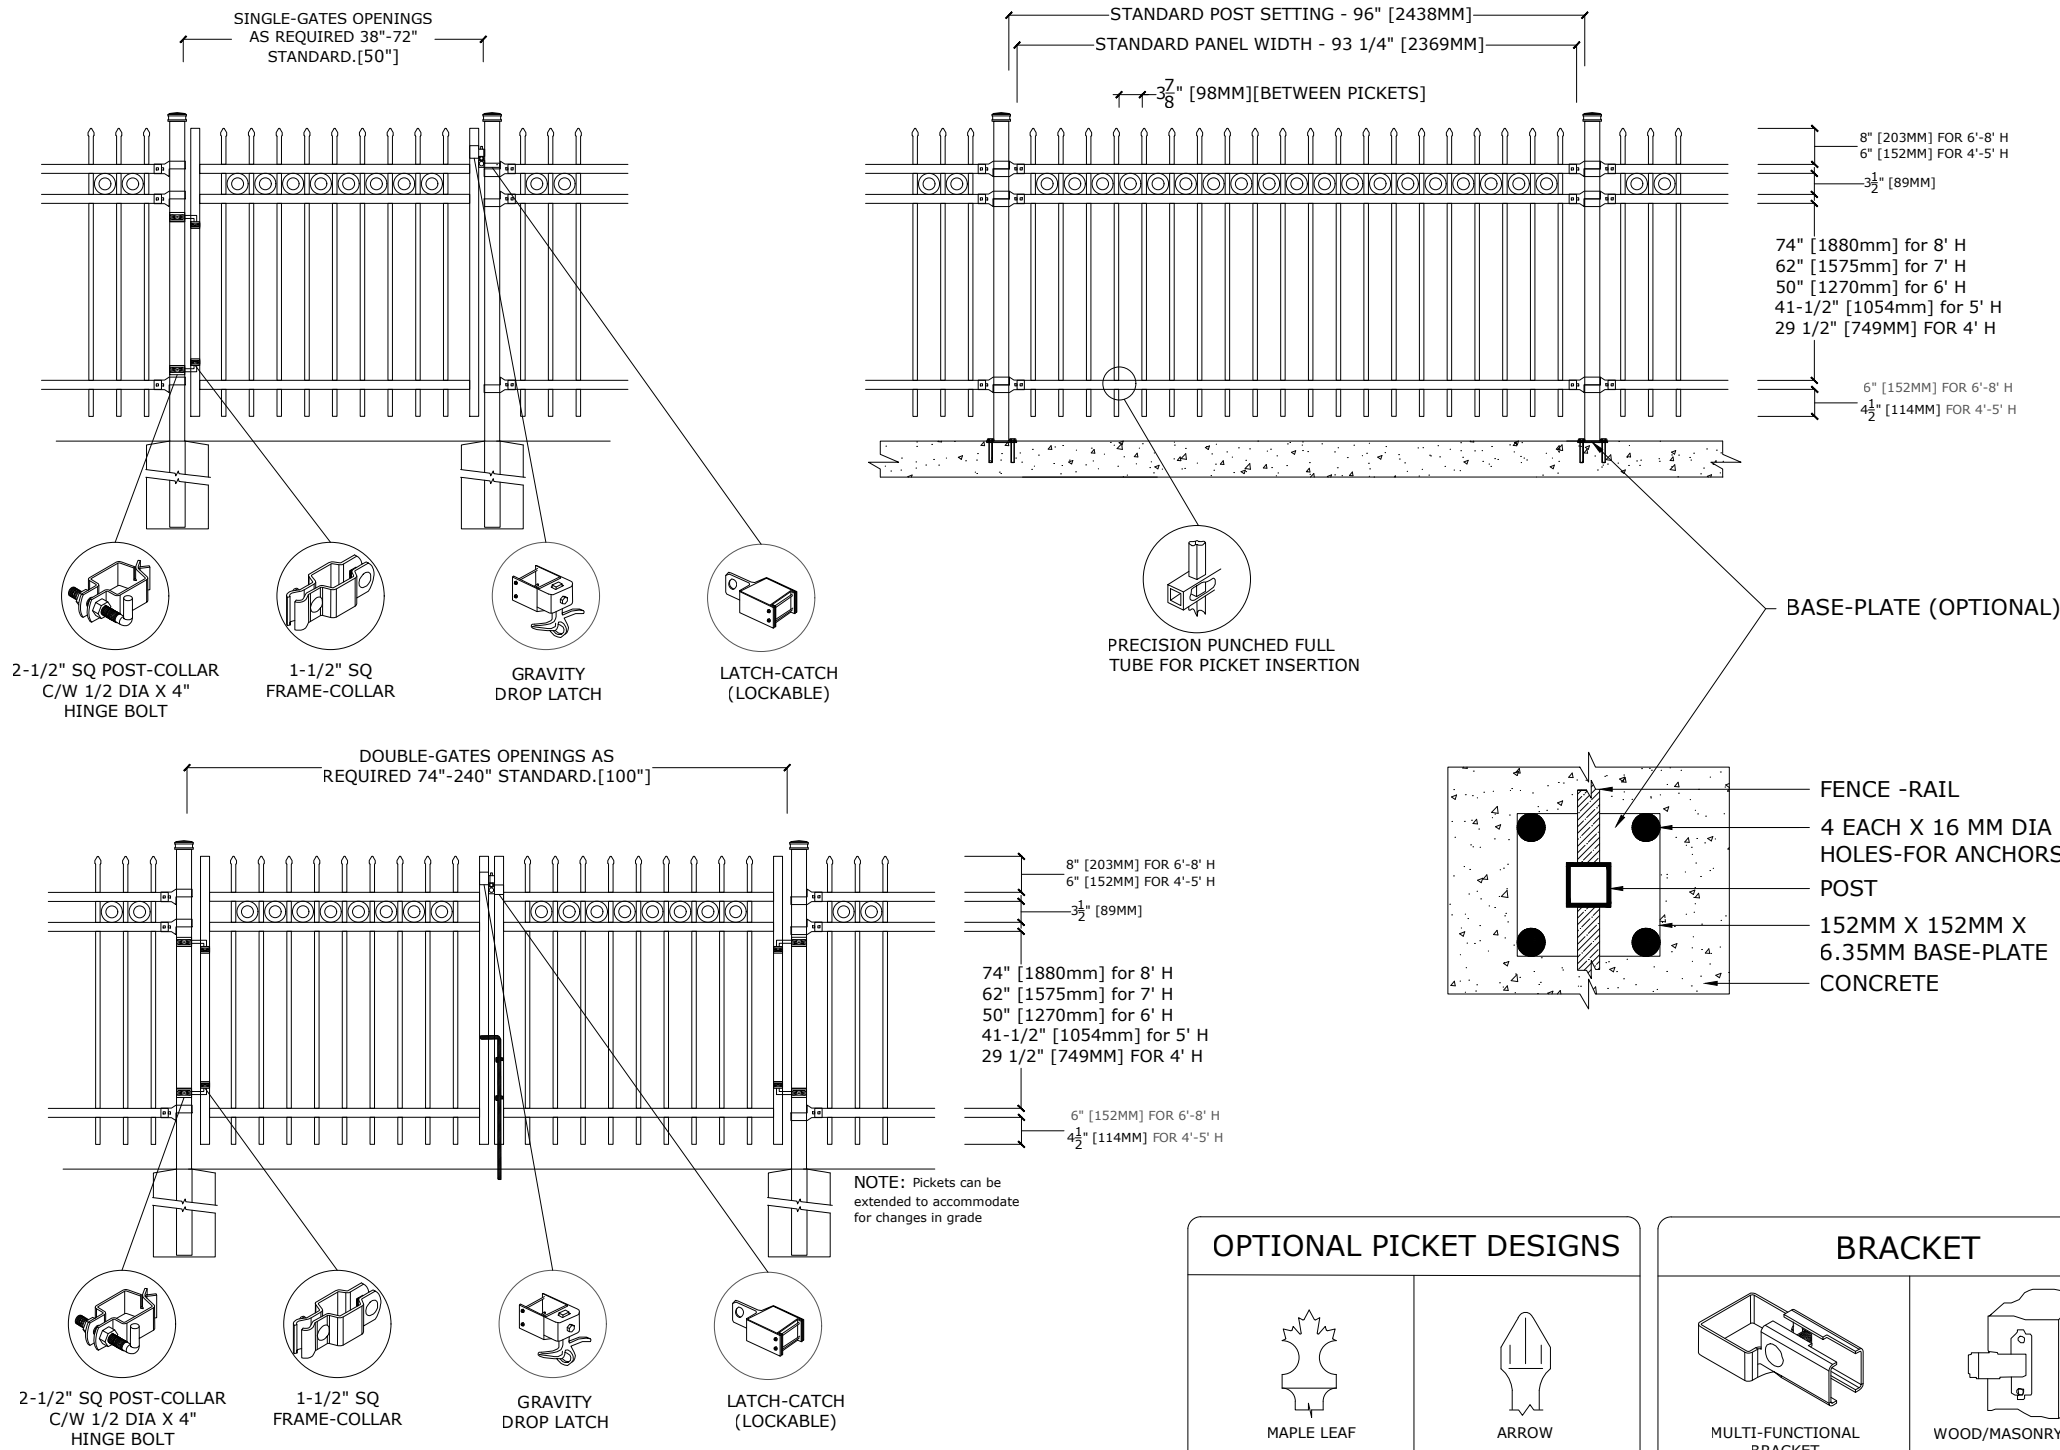 SINGLE-GATES OPENINGS
AS REQUIRED 38"-72"
STANDARD.[50"]
STANDARD POST SETTING - 96" [2438MM]
STANDARD PANEL WIDTH - 93 1/4" [2369MM]
3 7/8" [98MM][BETWEEN PICKETS]
8" [203MM] FOR 6'-8' H
6" [152MM] FOR 4'-5' H
3 1/2" [89MM]
74" [1880mm] for 8' H
62" [1575mm] for 7' H
50" [1270mm] for 6' H
41-1/2" [1054mm] for 5' H
29 1/2" [749MM] FOR 4' H
6" [152MM] FOR 6'-8' H
4 1/2" [114MM] FOR 4'-5' H
2-1/2" SQ POST-COLLAR
C/W 1/2 DIA X 4"
HINGE BOLT
1-1/2" SQ
FRAME-COLLAR
GRAVITY
DROP LATCH
LATCH-CATCH
(LOCKABLE)
PRECISION PUNCHED FULL
TUBE FOR PICKET INSERTION
BASE-PLATE (OPTIONAL)
FENCE -RAIL
4 EACH X 16 MM DIA
HOLES-FOR ANCHORS
POST
152MM X 152MM X
6.35MM BASE-PLATE
CONCRETE
DOUBLE-GATES OPENINGS AS
REQUIRED 74"-240" STANDARD.[100"]
8" [203MM] FOR 6'-8' H
6" [152MM] FOR 4'-5' H
3 1/2" [89MM]
74" [1880mm] for 8' H
62" [1575mm] for 7' H
50" [1270mm] for 6' H
41-1/2" [1054mm] for 5' H
29 1/2" [749MM] FOR 4' H
6" [152MM] FOR 6'-8' H
4 1/2" [114MM] FOR 4'-5' H
NOTE: Pickets can be
extended to accommodate
for changes in grade
2-1/2" SQ POST-COLLAR
C/W 1/2 DIA X 4"
HINGE BOLT
1-1/2" SQ
FRAME-COLLAR
GRAVITY
DROP LATCH
LATCH-CATCH
(LOCKABLE)
OPTIONAL PICKET DESIGNS
MAPLE LEAF
ARROW
BRACKET
MULTI-FUNCTIONAL
BRACKET
WOOD/MASONRY